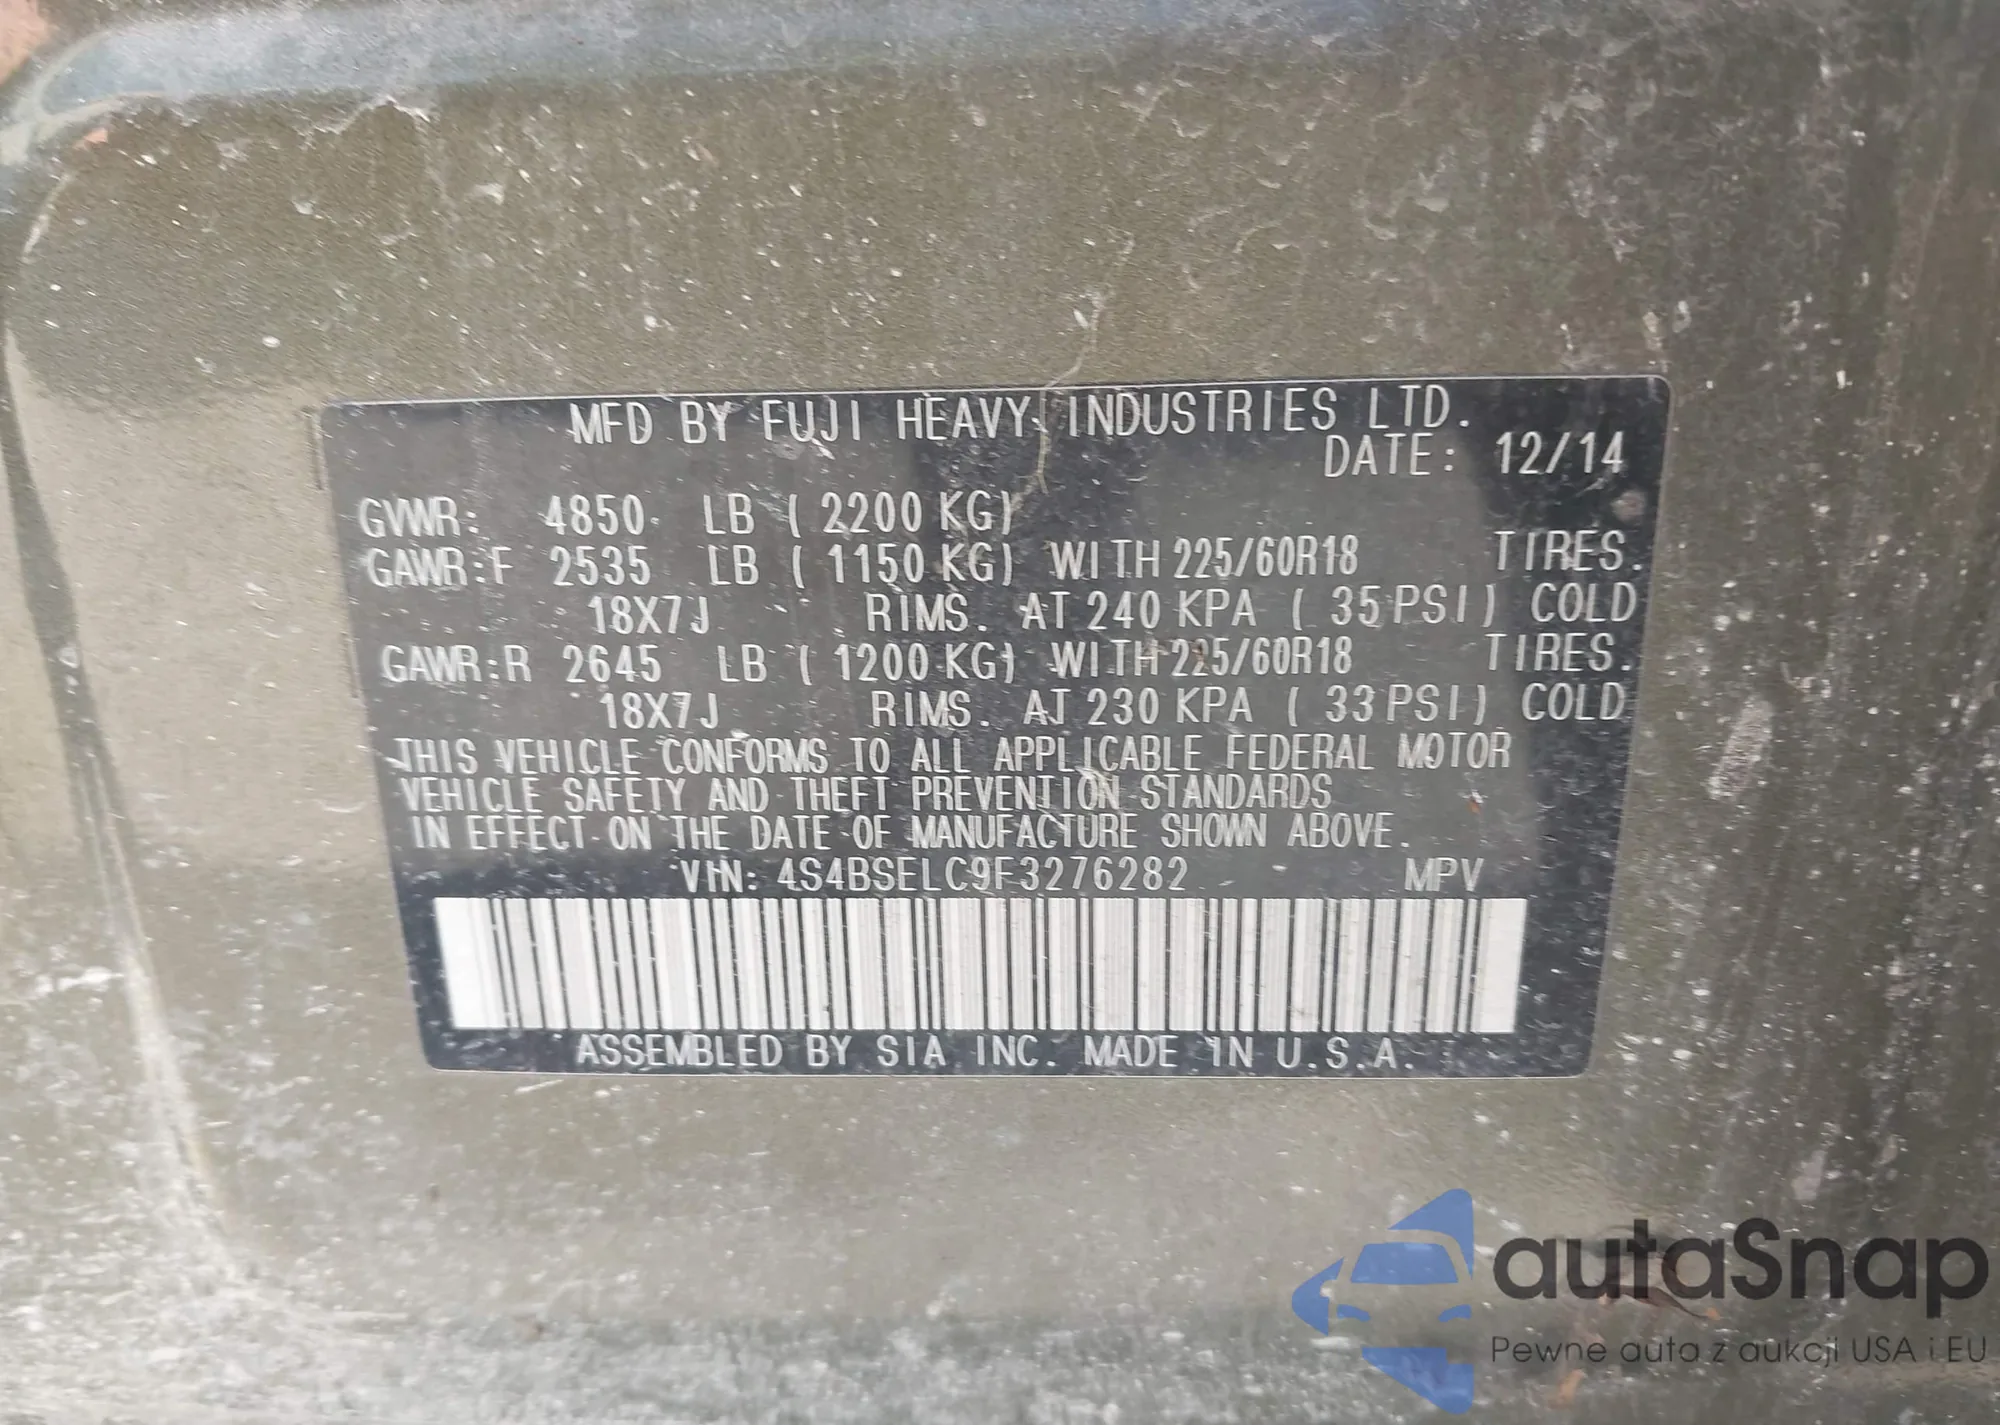 MFD BY FUJI HEAVY INDUSTRIES LTD.
DATE: 12/14
GVWR: 4850 LB ( 2200 KG)
GAWR:F 2535 LB ( 1150 KG) WITH 225/60R18 TIRES.
18X7J RIMS. AT 240 KPA ( 35 PSI) COLD
GAWR:R 2645 LB ( 1200 KG) WITH 225/60R18 TIRES.
18X7J RIMS. AT 230 KPA ( 33 PSI) COLD
THIS VEHICLE CONFORMS TO ALL APPLICABLE FEDERAL MOTOR
VEHICLE SAFETY AND THEFT PREVENTION STANDARDS
IN EFFECT ON THE DATE OF MANUFACTURE SHOWN ABOVE.
VIN: 4S4BSELC9F3276282 MPV
ASSEMBLED BY SIA INC. MADE IN U.S.A.
autaSnap
Pewne auta z aukcji USA i EU